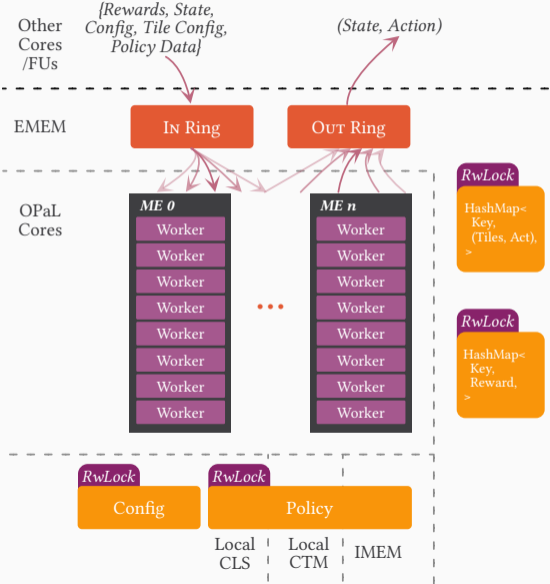 Other
Cores
/FUs
{Rewards, State,
Config, Tile Config,
Policy Data}
(State, Action)
EMEM
In Ring
Out Ring
OPaL
Cores
ME 0
Worker
Worker
Worker
Worker
Worker
Worker
Worker
Worker
...
ME n
Worker
Worker
Worker
Worker
Worker
Worker
Worker
Worker
RwLock
HashMap<
Key,
(Tiles, Act),
>
RwLock
HashMap<
Key,
Reward,
>
RwLock
Config
RwLock
Policy
Local
CLS
Local
CTM
IMEM